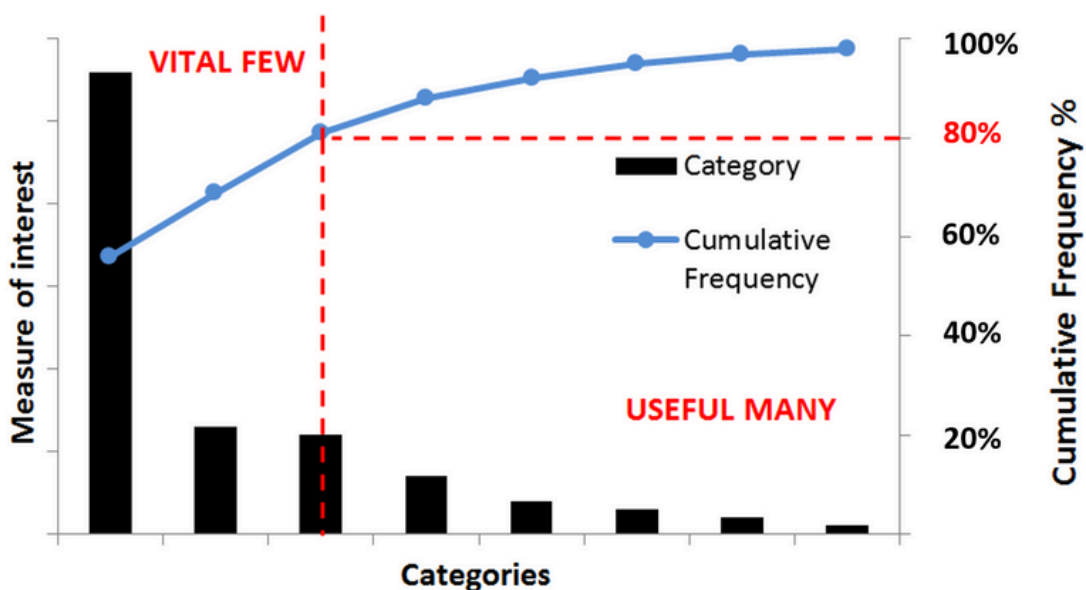 VITAL FEW
100%
80%
Category
60%
Cumulative
Frequency
40%
USEFUL MANY
20%
Measure of interest
Cumulative Frequency %
Categories